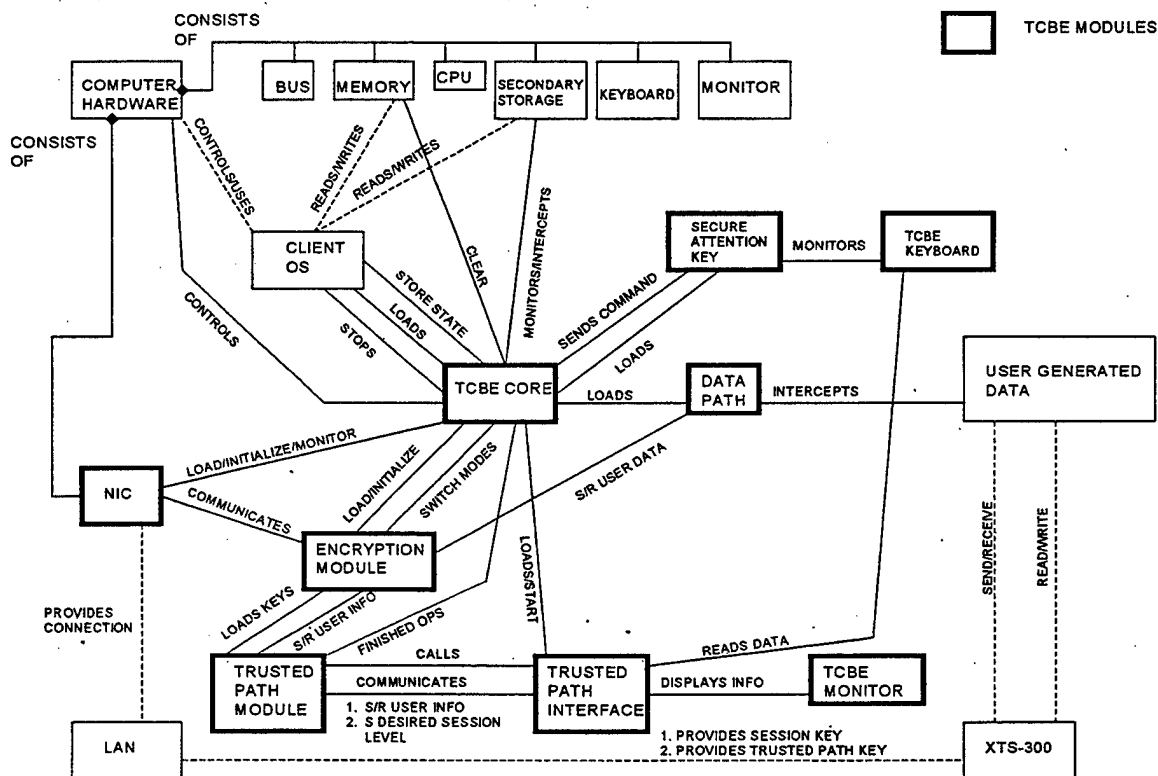 CONSISTS
OF
TCBE MODULES
COMPUTER
HARDWARE
BUS
MEMORY
CPU
SECONDARY
STORAGE
KEYBOARD
MONITOR
CONSISTS
OF
CONTROLS/USES
READS/WRITES
READS/WRITES
CLIENT
OS
CLEAR
MONITORS/INTERCEPTS
SECURE
ATTENTION
KEY
MONITORS
TCBE
KEYBOARD
STORE STATE
LOADS
STOPS
CONTROLS
SENDS COMMAND
LOADS
TCBE CORE
LOADS
DATA
PATH
INTERCEPTS
USER GENERATED
DATA
LOAD/INITIALIZE/MONITOR
NIC
COMMUNICATES
LOAD/INITIALIZE
SWITCH MODES
S/R USER DATA
ENCRYPTION
MODULE
LOADS/START
SEND/RECEIVE
READ/WRITE
PROVIDES
CONNECTION
LOADS KEYS
S/R USER INFO
FINISHED OPS
TRUSTED
PATH
MODULE
CALLS
COMMUNICATES
1. S/R USER INFO
2. S DESIRED SESSION
LEVEL
TRUSTED
PATH
INTERFACE
READS DATA
DISPLAYS INFO
TCBE
MONITOR
LAN
1. PROVIDES SESSION KEY
2. PROVIDES TRUSTED PATH KEY
XTS-300